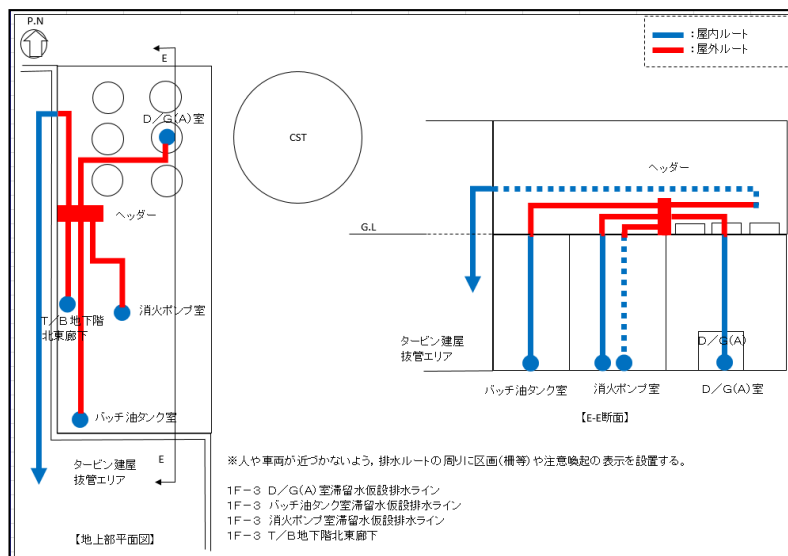 P.N
E
:屋内ルート
:屋外ルート
D/G(A)室
CST
ヘッダー
ヘッダー
G.L
T/B地下階
北東廊下
消火ポンプ室
タービン建屋
抜管エリア
D/G(A)
バッチ油タンク室
消火ポンプ室
D/G(A)室
【E-E断面】
バッチ油タンク室
タービン建屋
抜管エリア
E
※人や車両が近づかないよう,排水ルートの周りに区画(柵等)や注意喚起の表示を設置する。
1F-3 D/G(A)室滞留水仮設排水ライン
1F-3 バッチ油タンク室滞留水仮設排水ライン
1F-3 消火ポンプ室滞留水仮設排水ライン
1F-3 T/B地下階北東廊下
【地上部平面図】